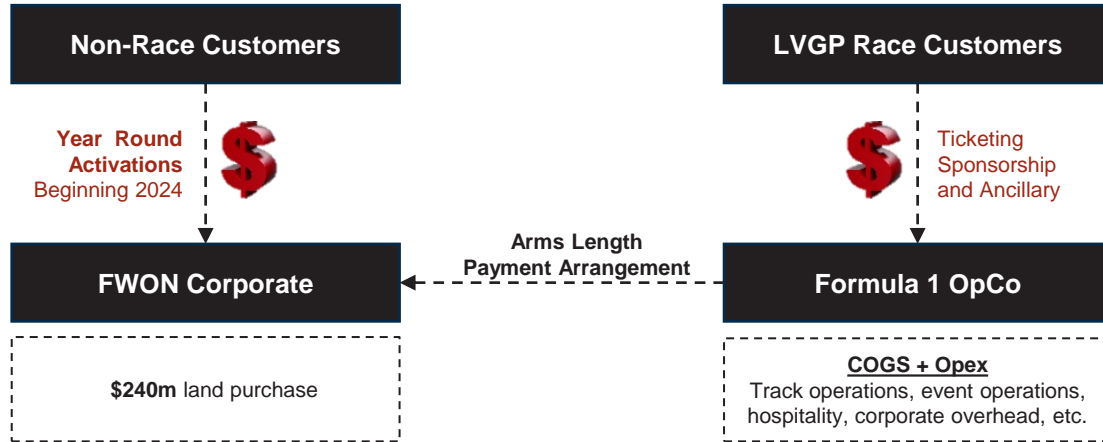 Non-Race Customers
LVGP Race Customers
Year Round
Activations
Beginning 2024
$
$
Ticketing
Sponsorship
and Ancillary
FWON Corporate
Arms Length
Payment Arrangement
Formula 1 OpCo
$240m land purchase
COGS + Opex
Track operations, event operations,
hospitality, corporate overhead, etc.